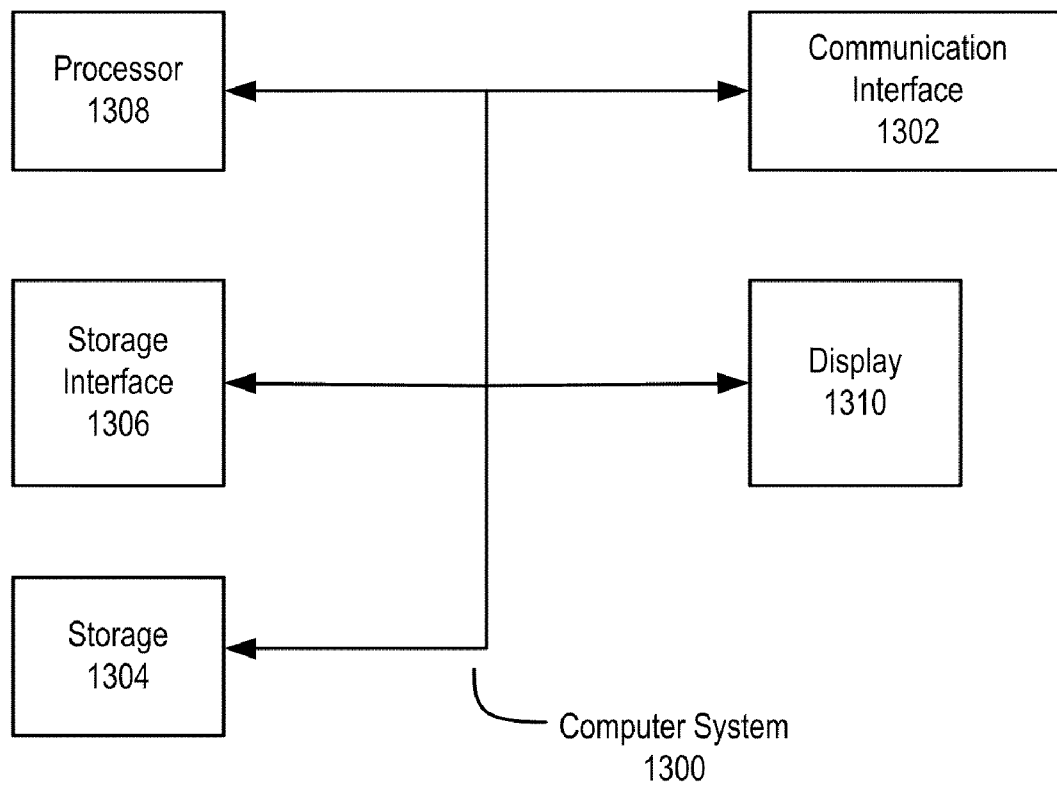 Processor
1308
Communication
Interface
1302
Storage
Interface
1306
Display
1310
Storage
1304
Computer System
1300